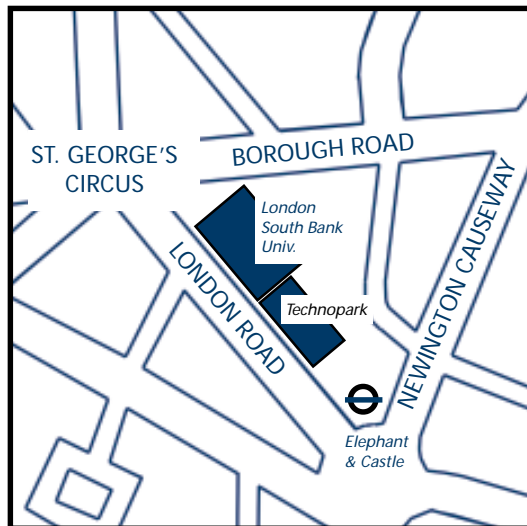 ST. GEORGE'S
CIRCUS
BOROUGH ROAD
London
South Bank
Univ.
Technopark
LONDON ROAD
NEWINGTON CAUSEWAY
Elephant
& Castle